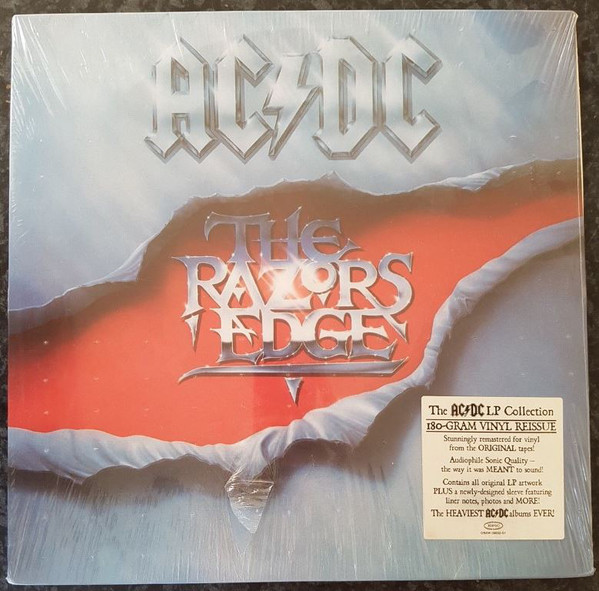 AC/DC
THE
RAZORS
EDGE
The AC/DC LP Collection
180-GRAM VINYL REISSUE
Stunningly remastered for vinyl
from the ORIGINAL tapes!
Audiophile Sonic Quality –
the way it was MEANT to sound!
Contains all original LP artwork
PLUS a newly-designed sleeve featuring
liner notes, photos and MORE!
The HEAVIEST AC/DC albums EVER!
Epic